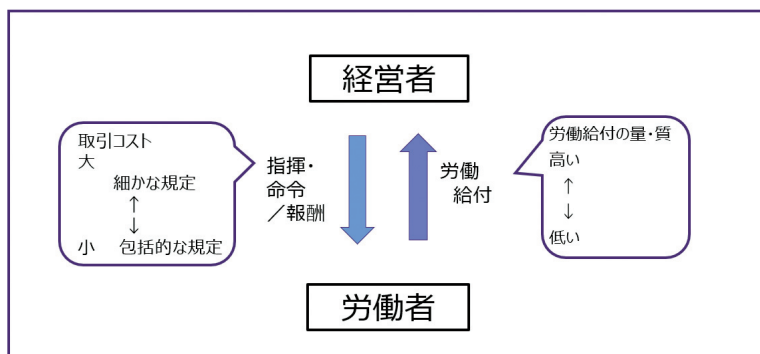 経営者
取引コスト
大
細かな規定
↑
↓
小 包括的な規定
指揮・
命令
／報酬
労働
給付
労働給付の量・質
高い
↑
↓
低い
労働者